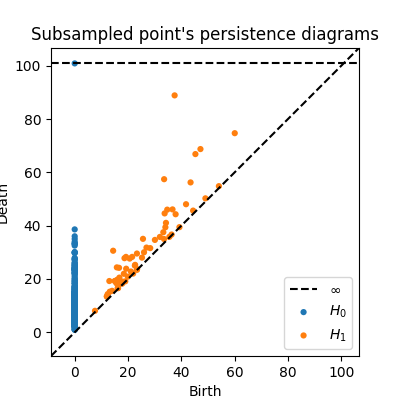 Subsampled point's persistence diagrams
100
80
60
40
20
0
Death
0 20 40 60 80 100
Birth
∞
H₀
H₁